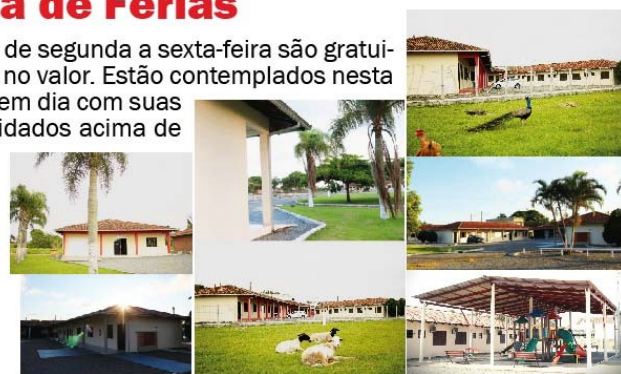 a de Férias
de segunda a sexta-feira são gratui-
no valor. Estão contemplados nesta
em dia com suas
idados acima de